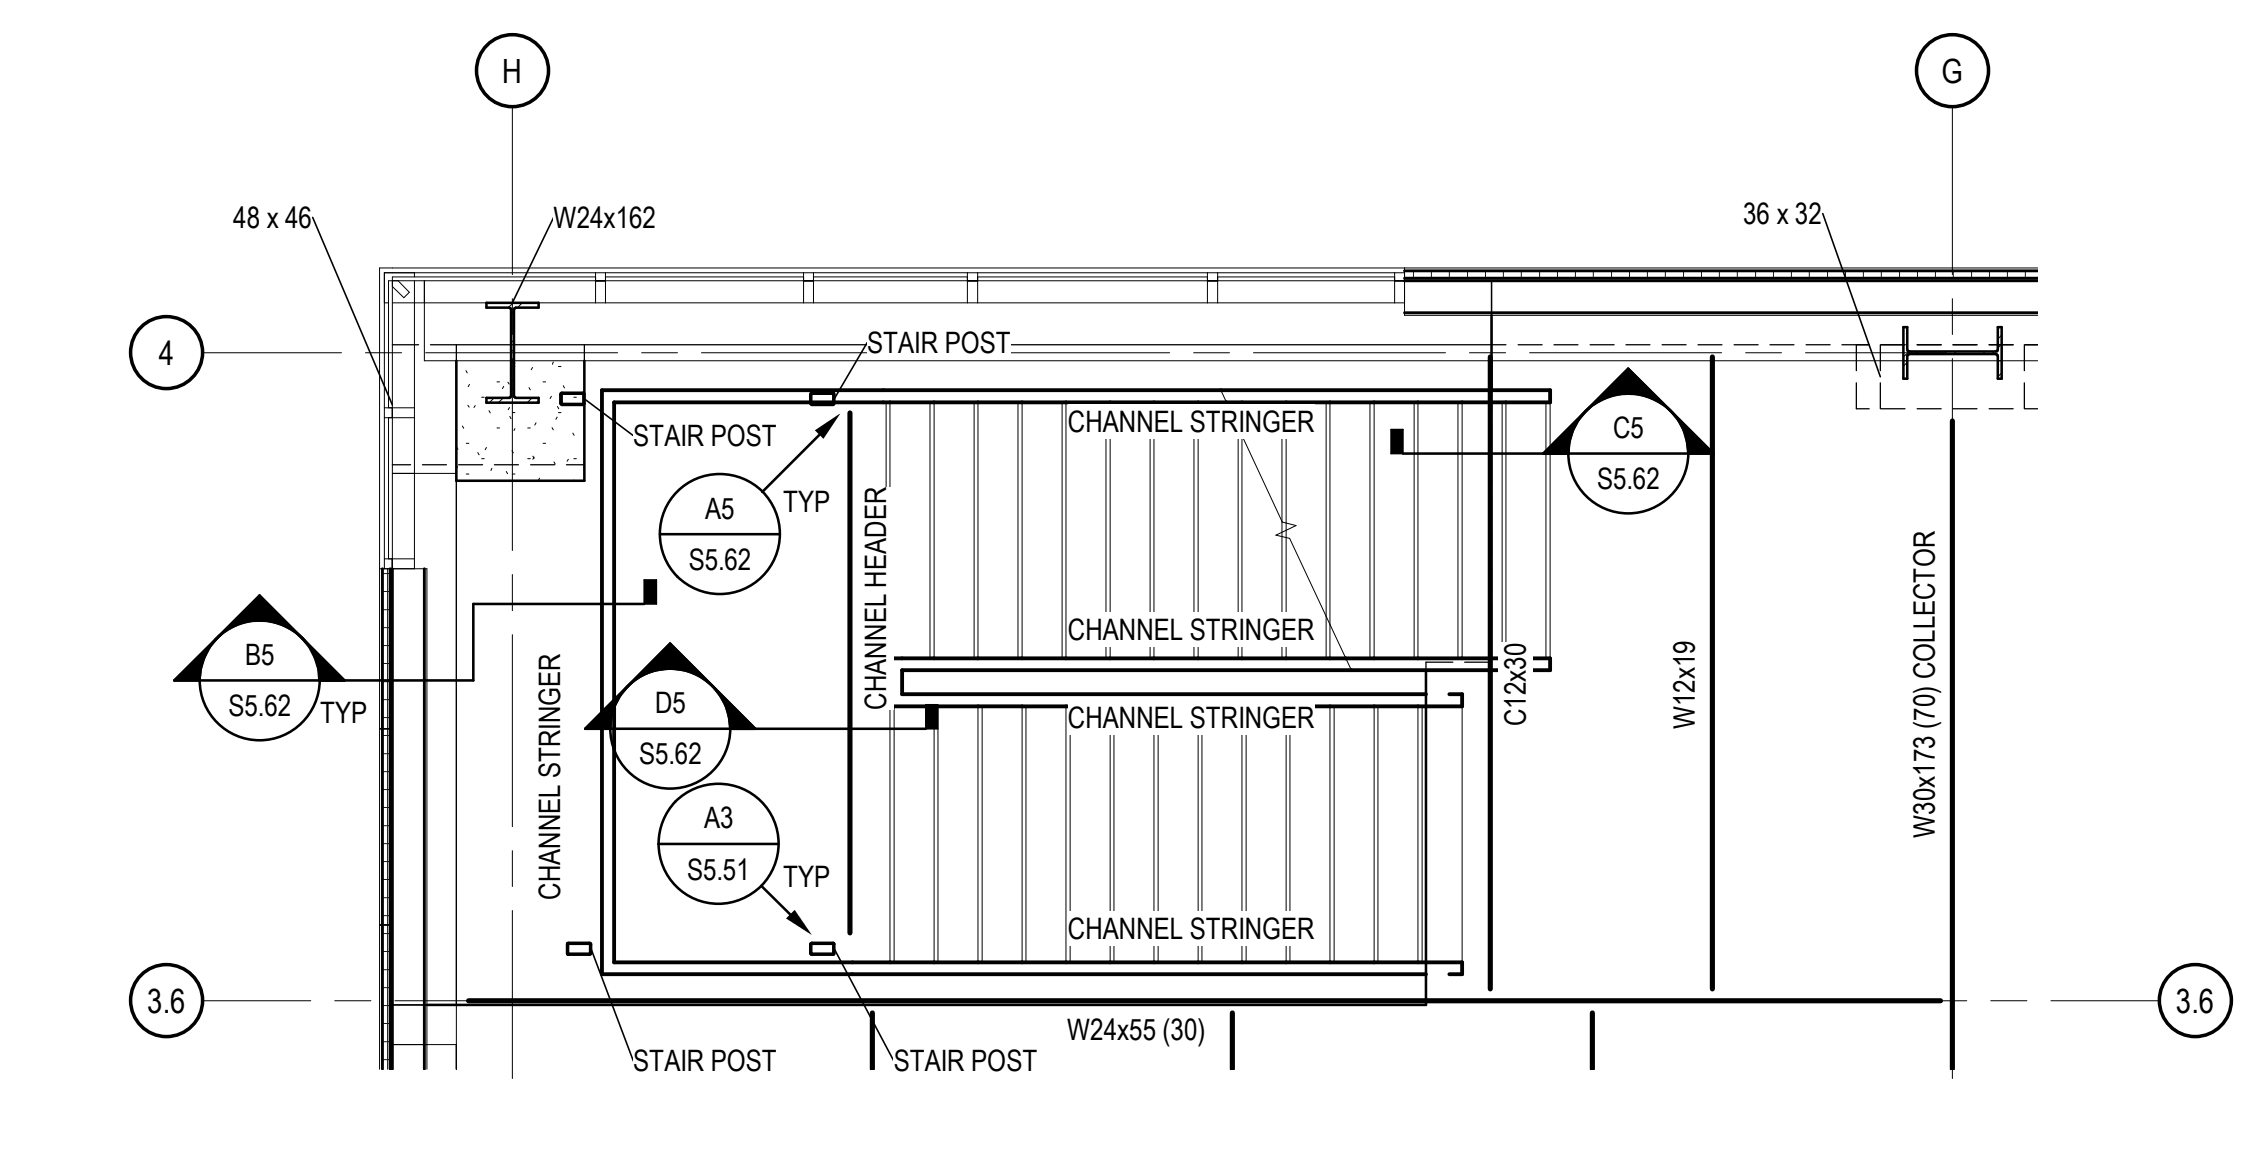 H
G
48 x 46
W24x162
36 x 32
4
STAIR POST
STAIR POST
CHANNEL STRINGER
C5
S5.62
A5
S5.62
TYP
CHANNEL HEADER
B5
S5.62
TYP
CHANNEL STRINGER
CHANNEL STRINGER
D5
S5.62
CHANNEL STRINGER
C12x30
W12x19
W30x173 (70) COLLECTOR
A3
S5.51
TYP
CHANNEL STRINGER
3.6
3.6
W24x55 (30)
STAIR POST
STAIR POST